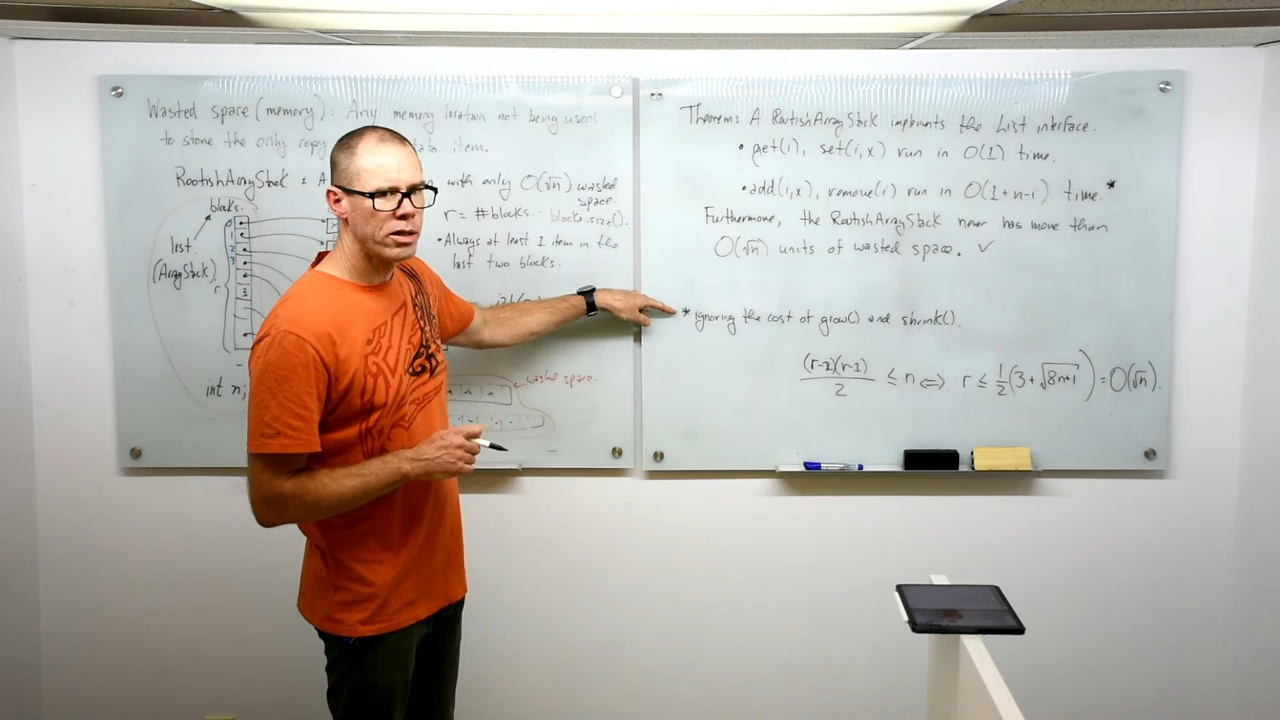 Wasted space (memory): Any memory location not being used
to store the only copy data item.
RootishArrayStack : A with only O(√n) wasted
space.
blocks
r = #blocks = blocks.size().
list
(ArrayStack)
• Always at least 1 item in the
last two blocks.
r
int n;
wasted space.
Theorem: A RootishArrayStack implements the List interface.
• get(i), set(i,x) run in O(1) time.
• add(i,x), remove(i) run in O(1+n-i) time.*
Furthermore, the RootishArrayStack never has more than
O(√n) units of wasted space. ✓
* ignoring the cost of grow() and shrink().
(r-2)(r-1)/2 ≤ n ⇔ r ≤ 1/2(3+√8n+1) = O(√n).